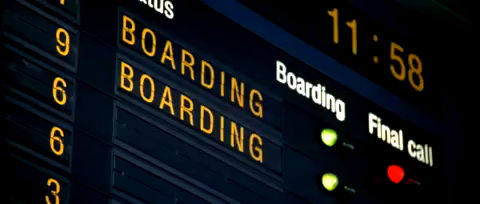 11:58
9 BOARDING
6 BOARDING
6
3
Boarding
Final call